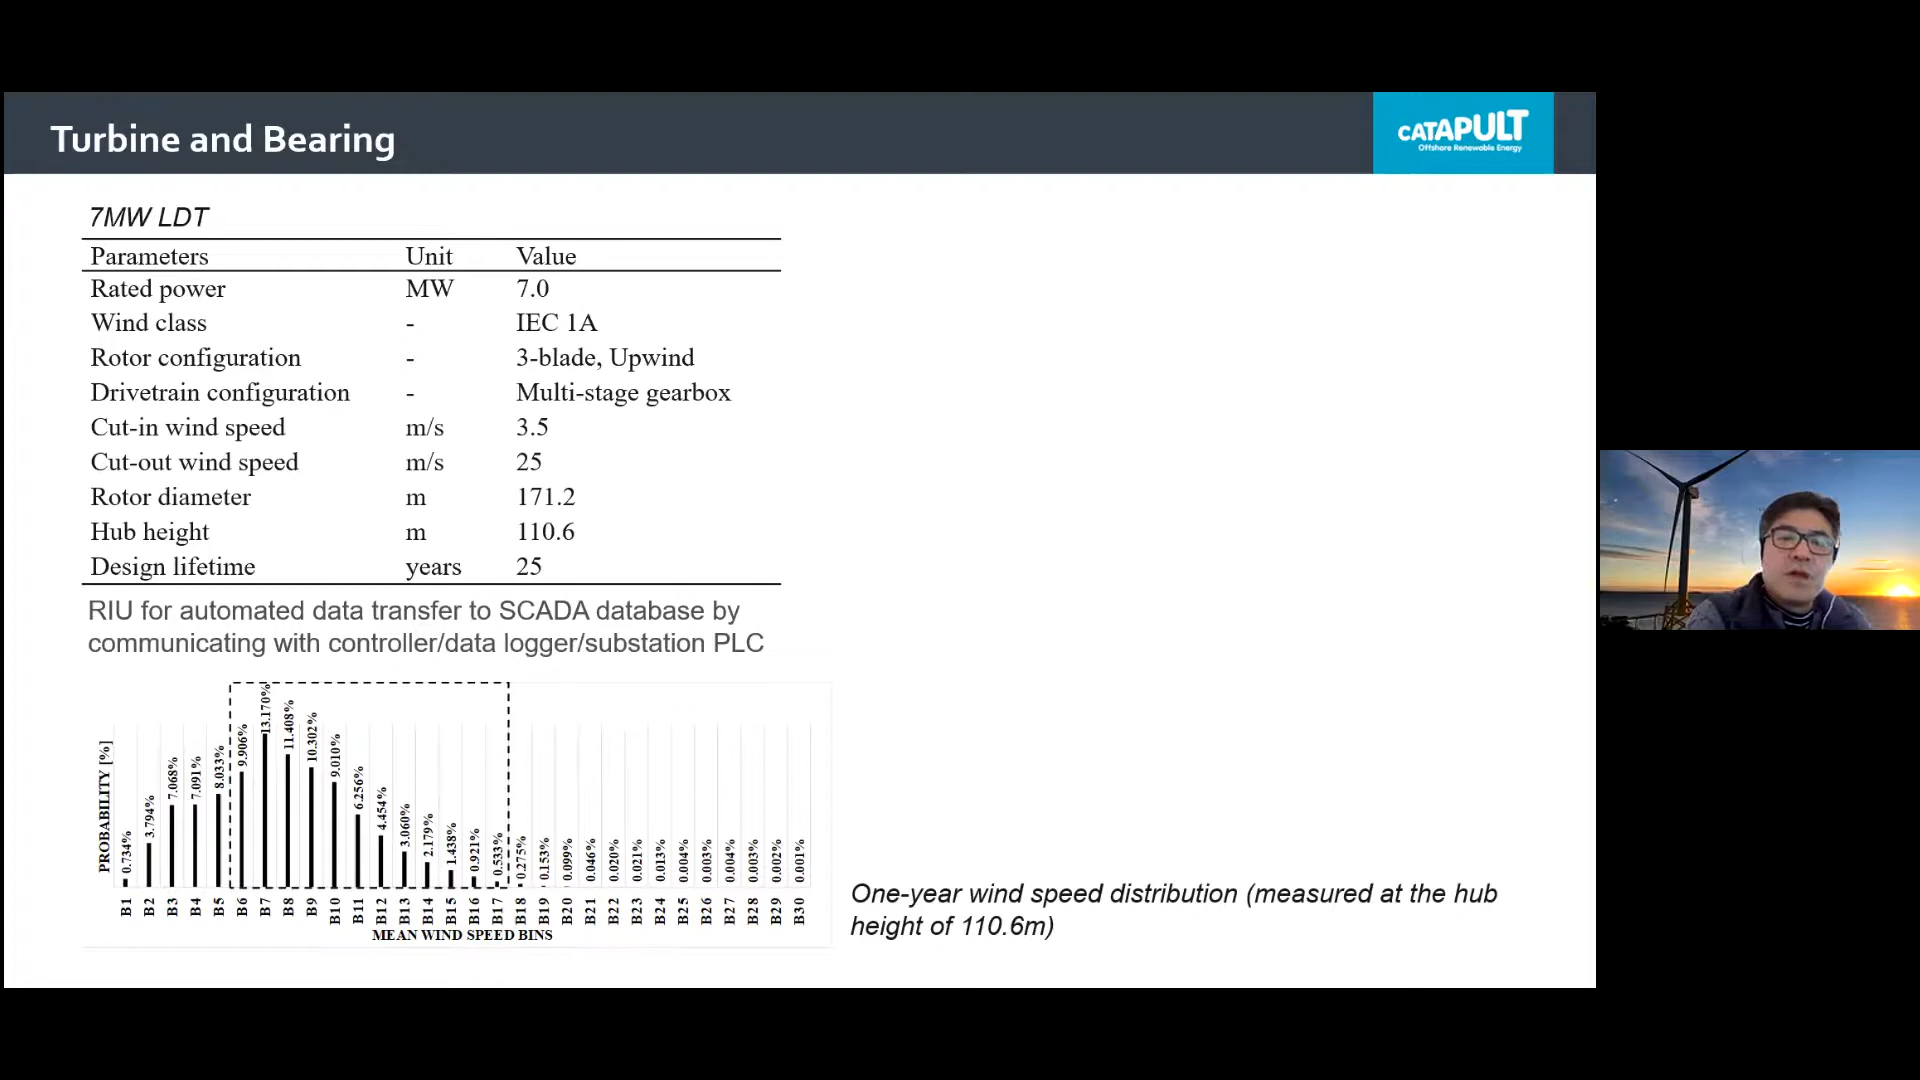 Turbine and Bearing
CATAPULT
Offshore Renewable Energy
7MW LDT
Parameters Unit Value
Rated power MW 7.0
Wind class - IEC 1A
Rotor configuration - 3-blade, Upwind
Drivetrain configuration - Multi-stage gearbox
Cut-in wind speed m/s 3.5
Cut-out wind speed m/s 25
Rotor diameter m 171.2
Hub height m 110.6
Design lifetime years 25
RIU for automated data transfer to SCADA database by
communicating with controller/data logger/substation PLC
PROBABILITY [%]
0.734% 3.794% 7.068% 7.091% 8.033% 9.906% 13.170% 11.408% 10.302% 9.010% 6.256% 4.454% 3.060% 2.179% 1.438% 0.921% 0.533% 0.275% 0.153% 0.099% 0.046% 0.020% 0.021% 0.013% 0.004% 0.003% 0.004% 0.003% 0.002% 0.001%
B1 B2 B3 B4 B5 B6 B7 B8 B9 B10 B11 B12 B13 B14 B15 B16 B17 B18 B19 B20 B21 B22 B23 B24 B25 B26 B27 B28 B29 B30
MEAN WIND SPEED BINS
One-year wind speed distribution (measured at the hub
height of 110.6m)